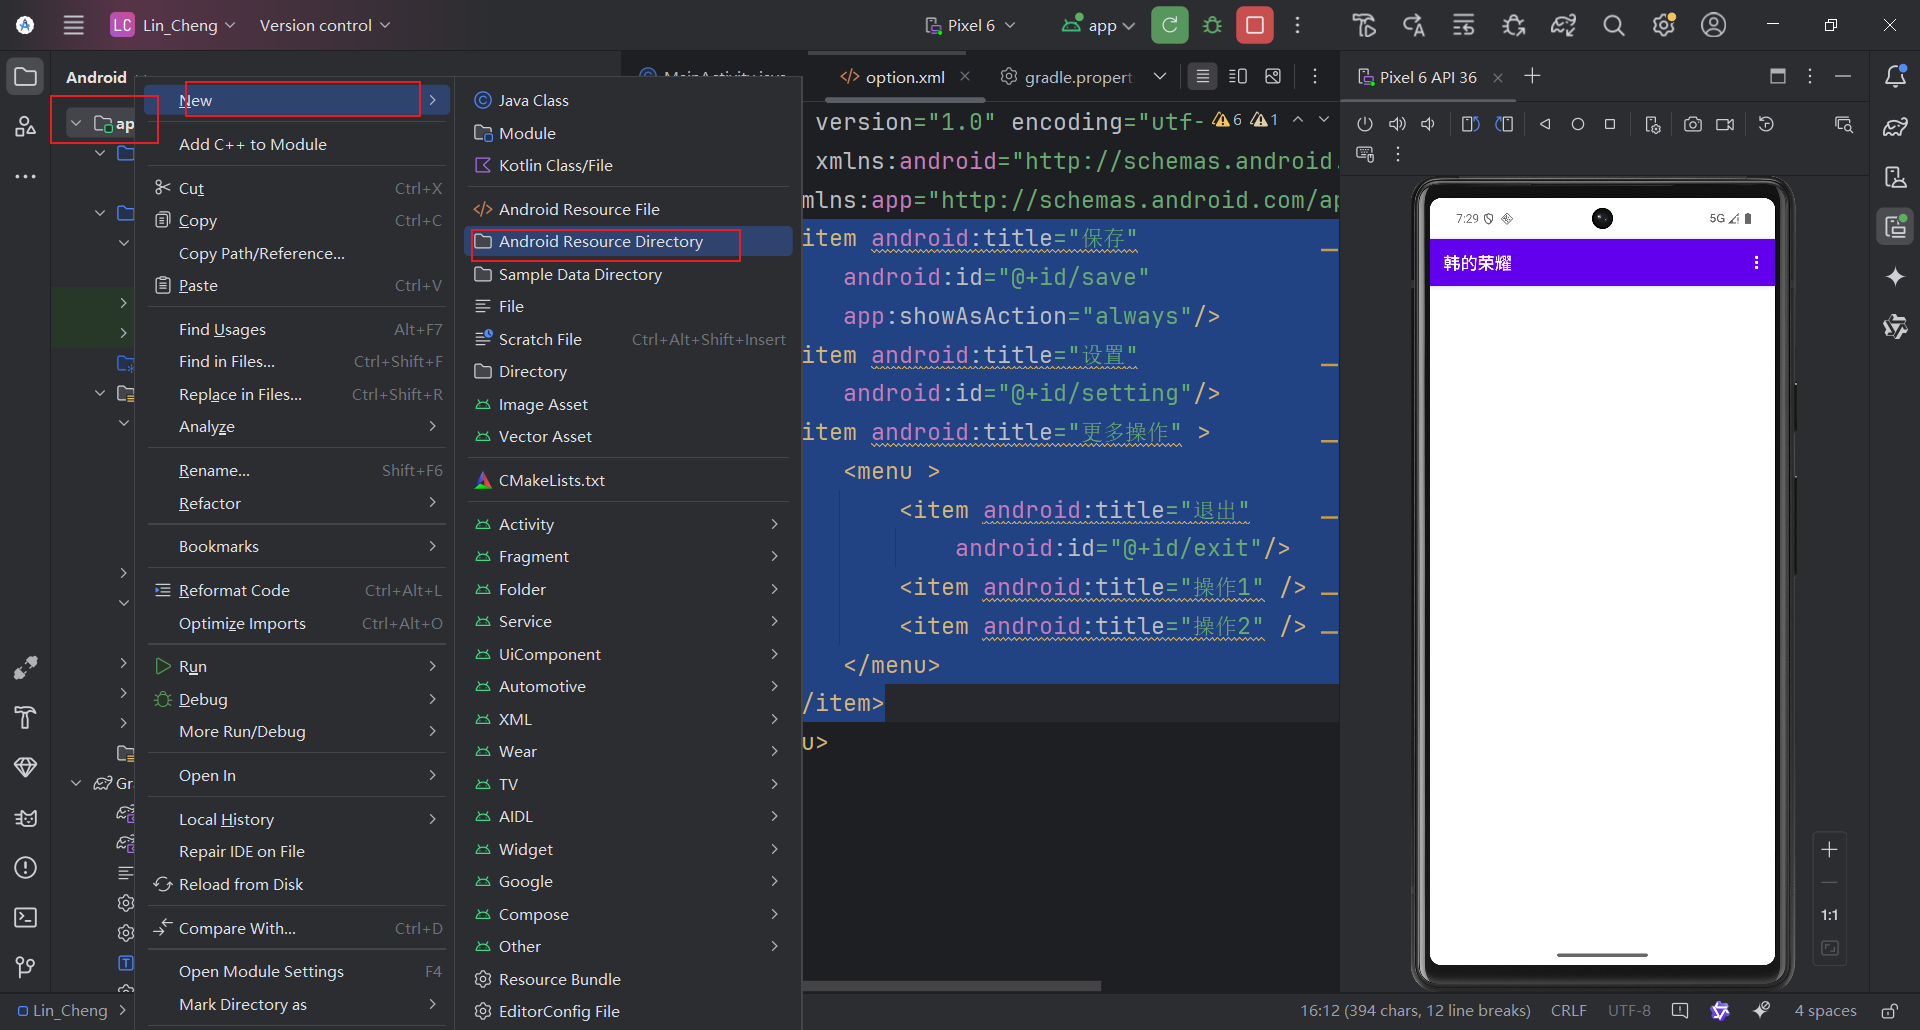 LC Lin_Cheng
Version control
Pixel 6
app
Android
ap
Gra
New
Add C++ to Module
Cut Ctrl+X
Copy Ctrl+C
Copy Path/Reference...
Paste Ctrl+V
Find Usages Alt+F7
Find in Files... Ctrl+Shift+F
Replace in Files... Ctrl+Shift+R
Analyze
Rename... Shift+F6
Refactor
Bookmarks
Reformat Code Ctrl+Alt+L
Optimize Imports Ctrl+Alt+O
Run
Debug
More Run/Debug
Open In
Local History
Repair IDE on File
Reload from Disk
Compare With... Ctrl+D
Open Module Settings F4
Mark Directory as
Java Class
Module
Kotlin Class/File
Android Resource File
Android Resource Directory
Sample Data Directory
File
Scratch File Ctrl+Alt+Shift+Insert
Directory
Image Asset
Vector Asset
CMakeLists.txt
Activity
Fragment
Folder
Service
UiComponent
Automotive
XML
Wear
TV
AIDL
Widget
Google
Compose
Other
Resource Bundle
EditorConfig File
MainActivity.java
option.xml
gradle.propert
version="1.0" encoding="utf-
6 1
xmlns:android="http://schemas.android.
mlns:app="http://schemas.android.com/ap
item android:title="保存"
android:id="@+id/save"
app:showAsAction="always"/>
item android:title="设置"
android:id="@+id/setting"/>
item android:title="更多操作" >
<menu >
<item android:title="退出"
android:id="@+id/exit"/>
<item android:title="操作1" />
<item android:title="操作2" />
</menu>
/item>
u>
Pixel 6 API 36
7:29
5G
韩的荣耀
1:1
Lin_Cheng
16:12 (394 chars, 12 line breaks)
CRLF
UTF-8
4 spaces